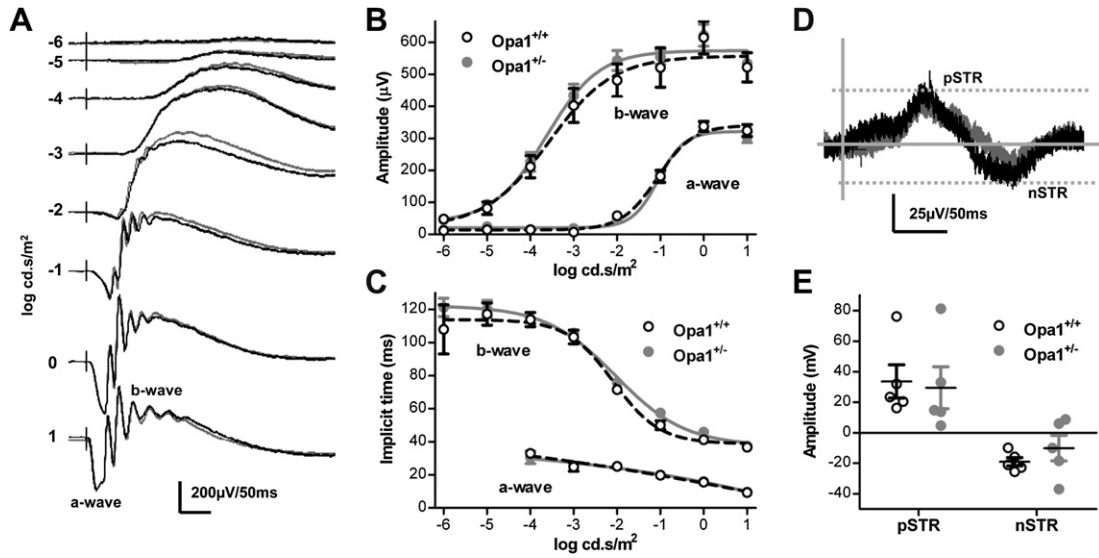 A
-6
-5
-4
-3
-2
-1
0
1
log cd.s/m²
b-wave
a-wave
200µV/50ms
B
Opa1+/+
Opa1+/-
600
500
400
300
200
100
0
Amplitude (µV)
b-wave
a-wave
-6 -5 -4 -3 -2 -1 0 1
log cd.s/m²
C
Opa1+/+
Opa1+/-
120
100
80
60
40
20
0
Implicit time (ms)
b-wave
a-wave
-6 -5 -4 -3 -2 -1 0 1
log cd.s/m²
D
pSTR
nSTR
25µV/50ms
E
Opa1+/+
Opa1+/-
80
60
40
20
0
-20
-40
Amplitude (mV)
pSTR nSTR